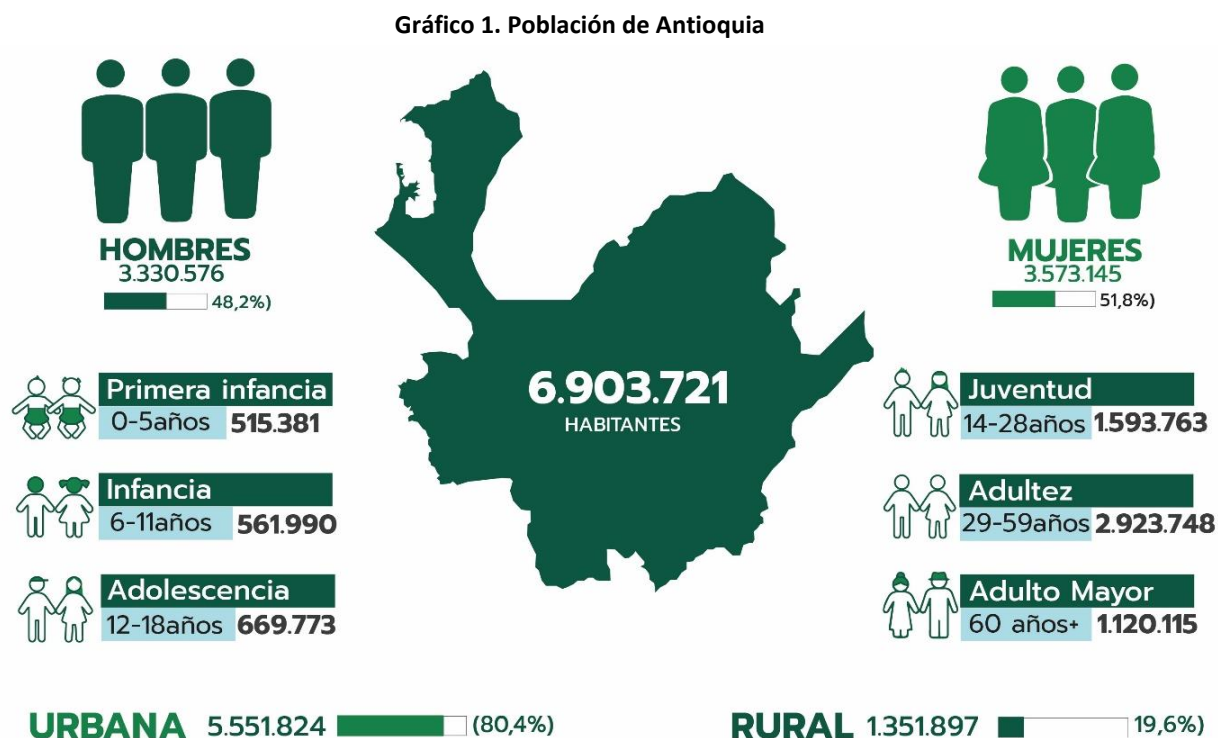 Gráfico 1. Población de Antioquia
HOMBRES
3.330.576
48,2%)
MUJERES
3.573.145
51,8%)
6.903.721
HABITANTES
Primera infancia
0-5años 515.381
Infancia
6-11años 561.990
Adolescencia
12-18años 669.773
Juventud
14-28años 1.593.763
Adultez
29-59años 2.923.748
Adulto Mayor
60 años+ 1.120.115
URBANA 5.551.824 (80,4%)
RURAL 1.351.897 19,6%)